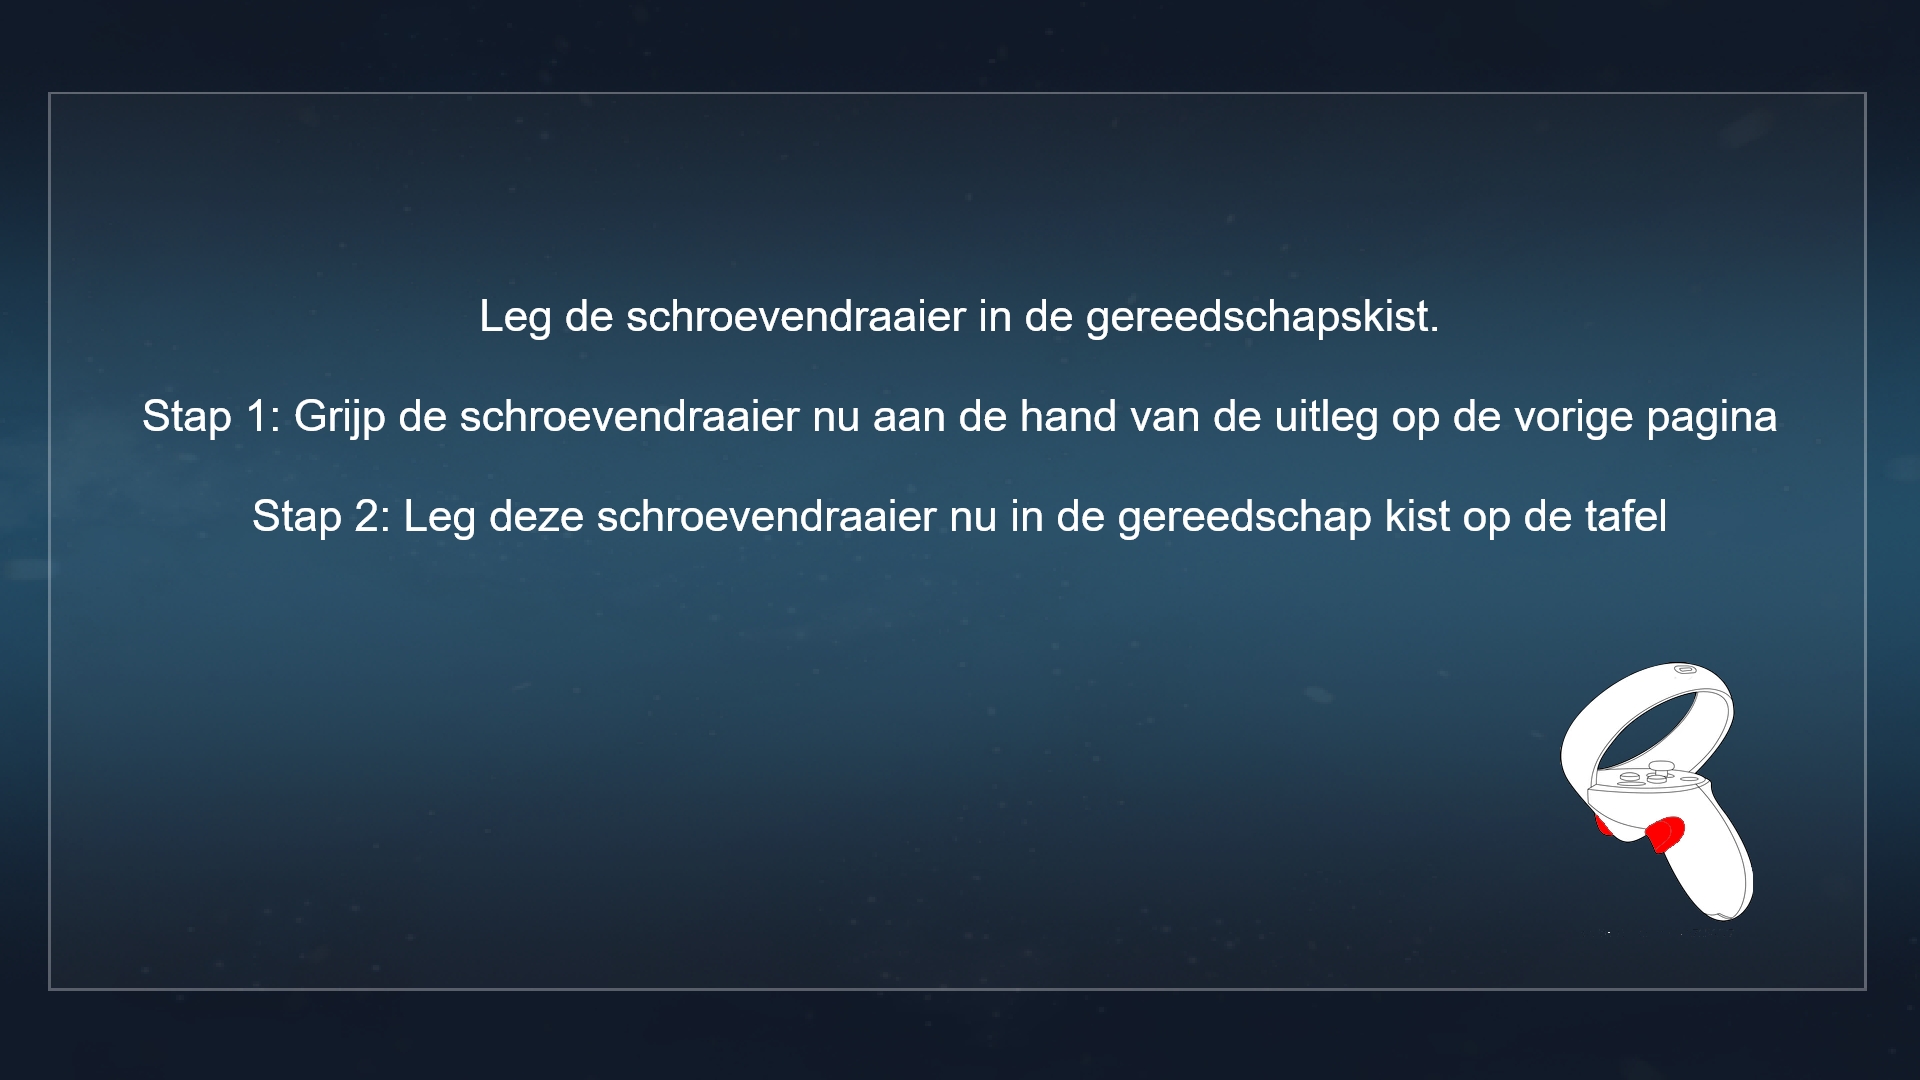 Leg de schroevendraaier in de gereedschapskist.
Stap 1: Grijp de schroevendraaier nu aan de hand van de uitleg op de vorige pagina
Stap 2: Leg deze schroevendraaier nu in de gereedschap kist op de tafel